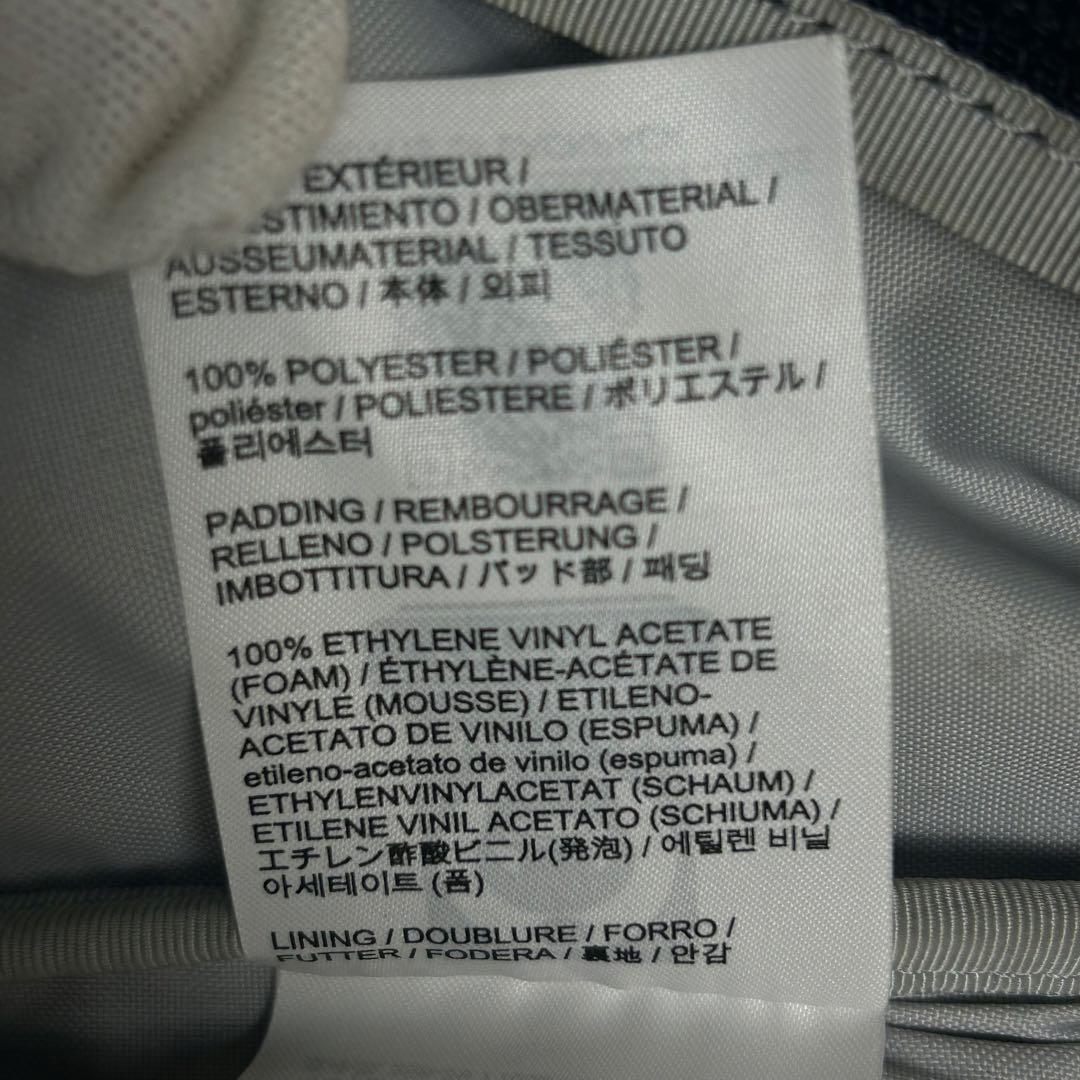 EXTÉRIEUR /
OBERMATERIAL /
AUSSEUMATERIAL / TESSUTO
ESTERNO / 本体 / 외피
100% POLYESTER / POLIÉSTER /
poliéster / POLIESTERE / ポリエステル /
폴리에스터
PADDING / REMBOURRAGE /
RELLENO / POLSTERUNG /
IMBOTTITURA / パッド部 / 패딩
100% ETHYLENE VINYL ACETATE
(FOAM) / ÉTHYLÈNE-ACÉTATE DE
VINYLE (MOUSSE) / ETILENO-
ACETATO DE VINILO (ESPUMA) /
etileno-acetato de vinilo (espuma) /
ETHYLENVINYLACETAT (SCHAUM) /
ETILENE VINIL ACETATO (SCHIUMA) /
エチレン酢酸ビニル(発泡) / 에틸렌 비닐
아세테이트 (폼)
LINING / DOUBLURE / FORRO /
FUTTER / FODERA / 裏地 / 안감